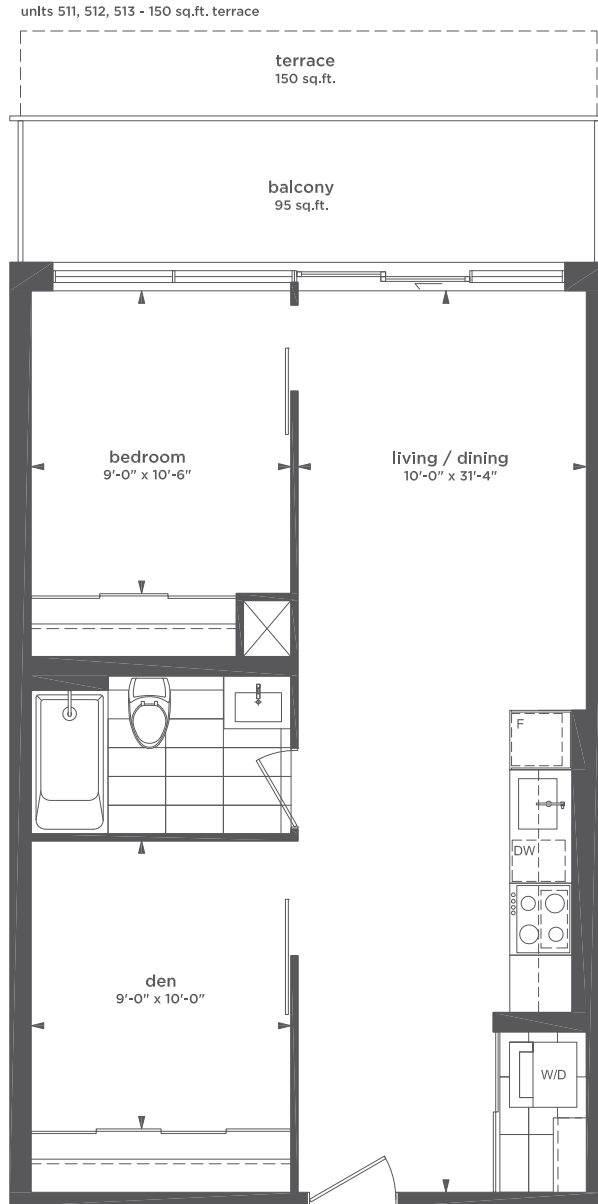 units 511, 512, 513 - 150 sq.ft. terrace
terrace
150 sq.ft.
balcony
95 sq.ft.
bedroom
9'-0" x 10'-6"
living / dining
10'-0" x 31'-4"
F
DW
den
9'-0" x 10'-0"
W/D